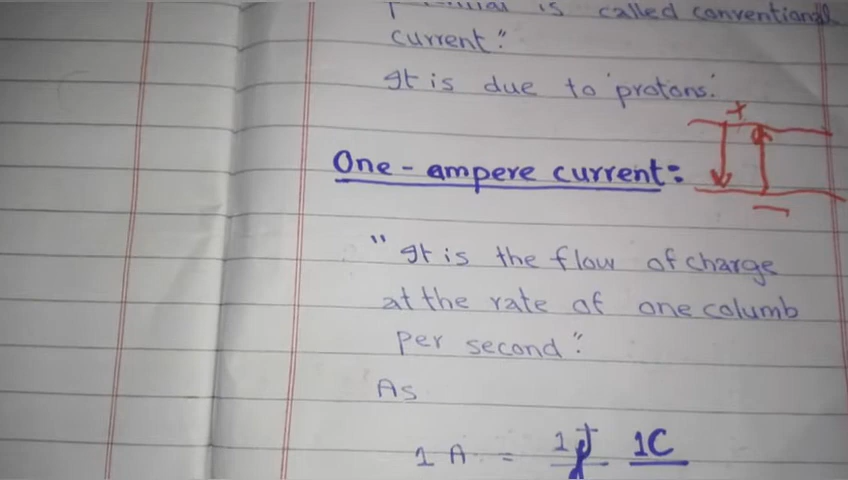 is called conventional
current"
It is due to 'protons'.
+
One-ampere current:
-
"It is the flow of charge
at the rate of one columb
per second".
As
1 A = 1C